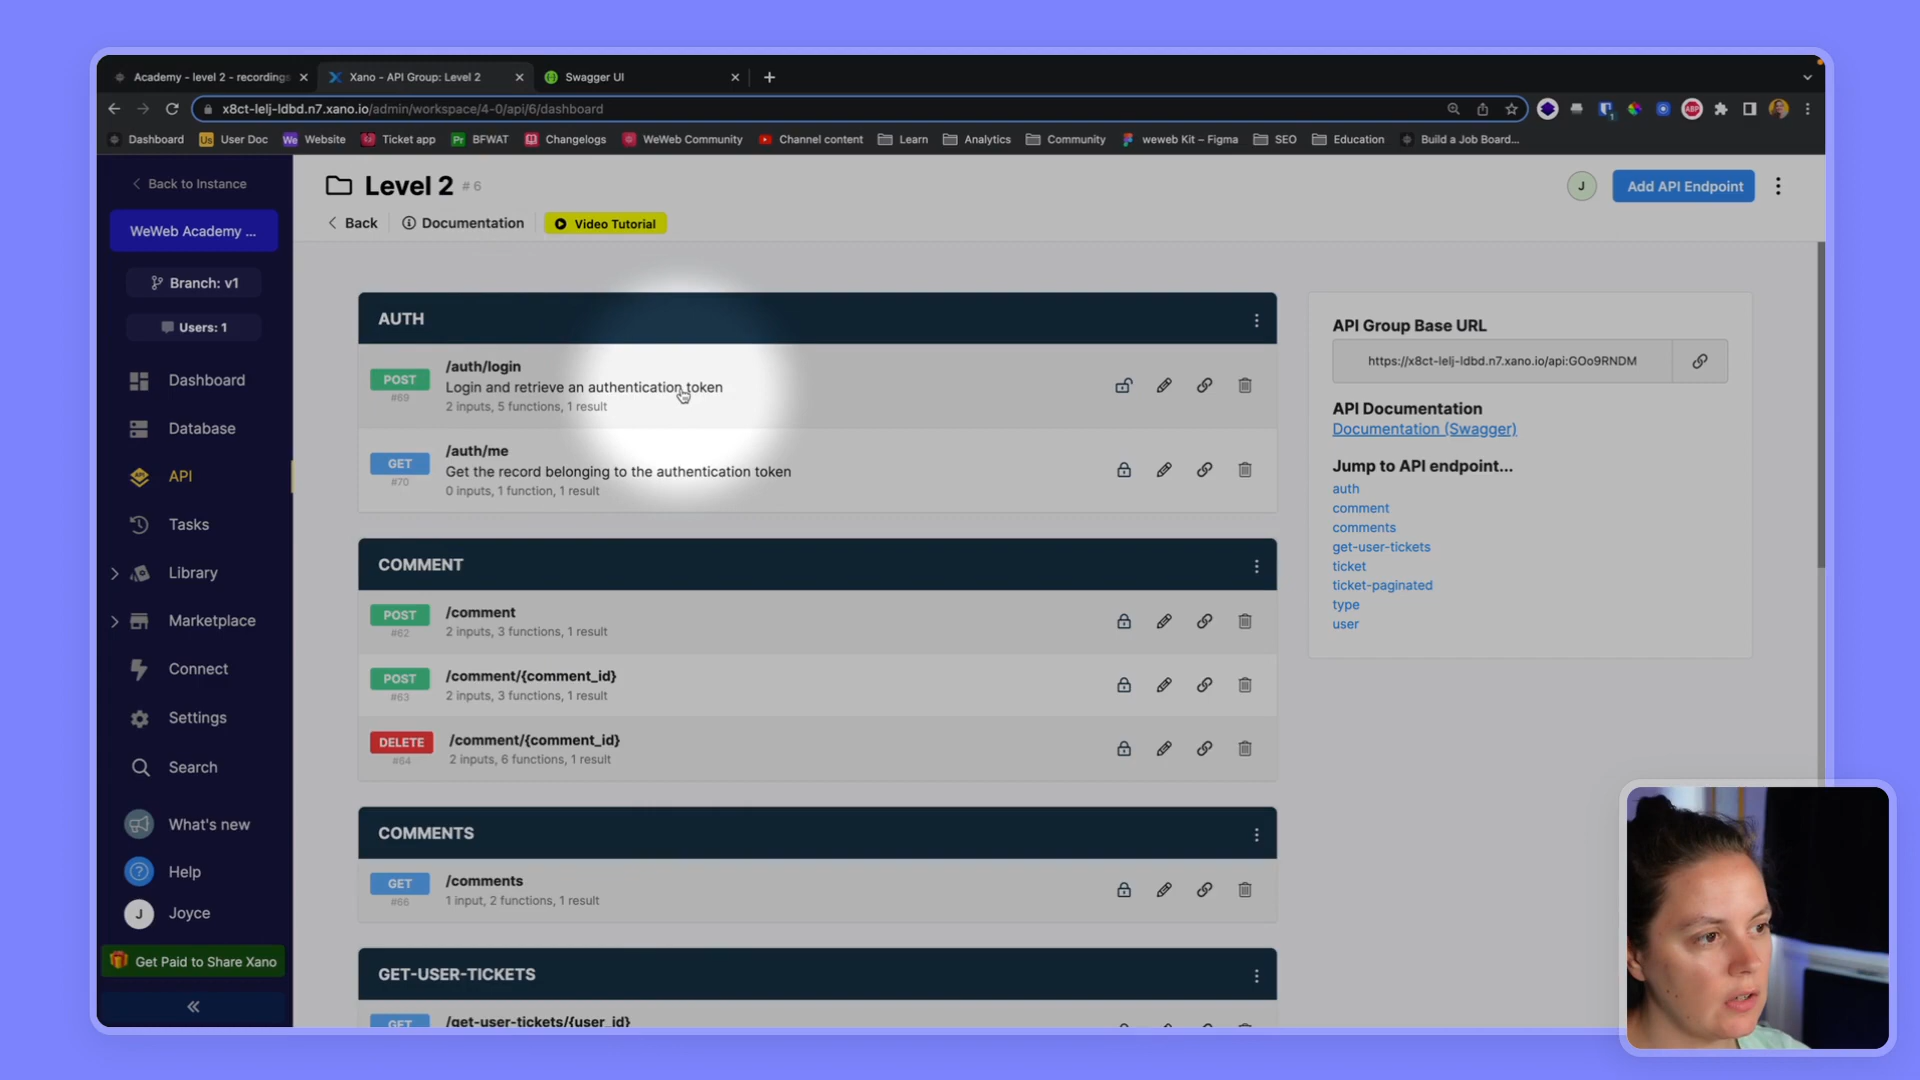 Academy - level 2 - recordings
Xano - API Group: Level 2
Swagger UI
x8ct-lelj-ldbd.n7.xano.io/admin/workspace/4-0/api/6/dashboard
Dashboard
User Doc
Website
Ticket app
BFWAT
Changelogs
WeWeb Community
Channel content
Learn
Analytics
Community
weweb Kit – Figma
SEO
Education
Build a Job Board...
Back to Instance
WeWeb Academy ...
Branch: v1
Users: 1
Dashboard
Database
API
Tasks
Library
Marketplace
Connect
Settings
Search
What's new
Help
J Joyce
Get Paid to Share Xano
Level 2 # 6
J
Add API Endpoint
Back
Documentation
Video Tutorial
AUTH
POST
#69
/auth/login
Login and retrieve an authentication token
2 inputs, 5 functions, 1 result
GET
#70
/auth/me
Get the record belonging to the authentication token
0 inputs, 1 function, 1 result
COMMENT
POST
#62
/comment
2 inputs, 3 functions, 1 result
POST
#63
/comment/{comment_id}
2 inputs, 3 functions, 1 result
DELETE
#64
/comment/{comment_id}
2 inputs, 6 functions, 1 result
COMMENTS
GET
#66
/comments
1 input, 2 functions, 1 result
GET-USER-TICKETS
GET
/get-user-tickets/{user_id}
API Group Base URL
https://x8ct-lelj-ldbd.n7.xano.io/api:GOo9RNDM
API Documentation
Documentation (Swagger)
Jump to API endpoint...
auth
comment
comments
get-user-tickets
ticket
ticket-paginated
type
user